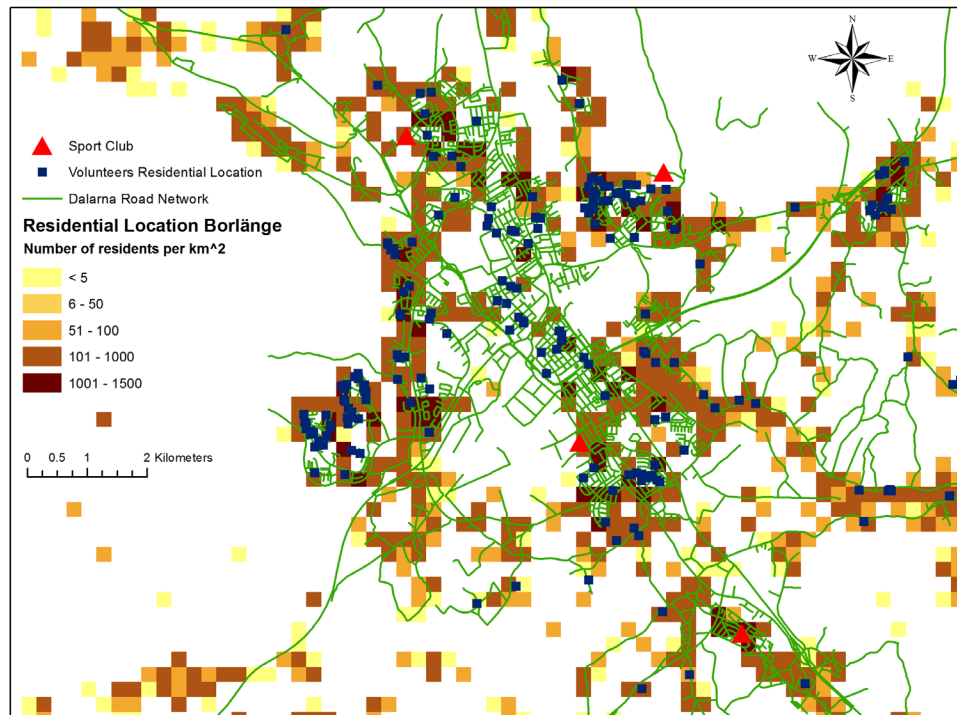 N
W E
S
Sport Club
Volunteers Residential Location
Dalarna Road Network
Residential Location Borlänge
Number of residents per km^2
< 5
6 - 50
51 - 100
101 - 1000
1001 - 1500
0 0.5 1 2 Kilometers